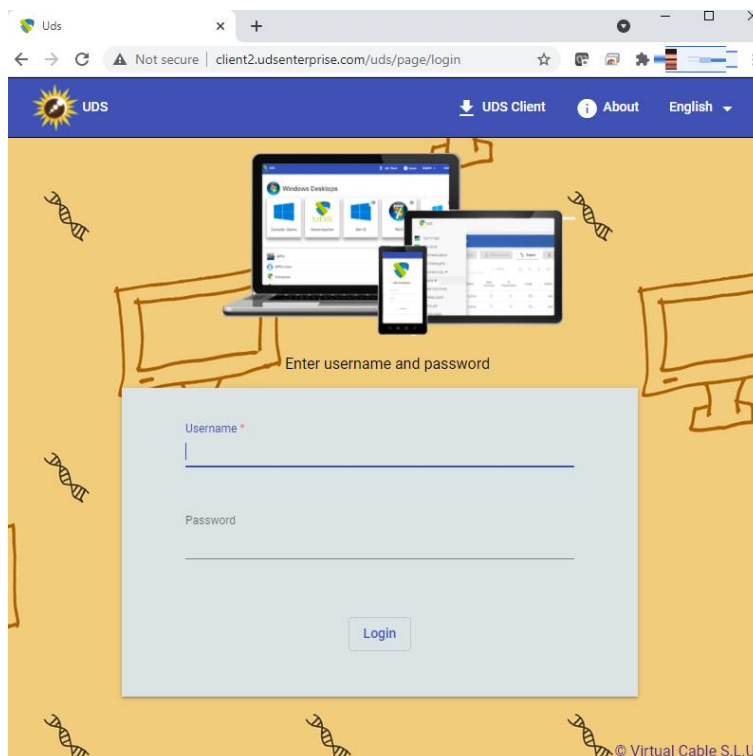 Uds
Not secure | client2.udsenterprise.com/uds/page/login
UDS
UDS Client
About
English
Windows Desktops
Enter username and password
Username *
Password
Login
© Virtual Cable S.L.U